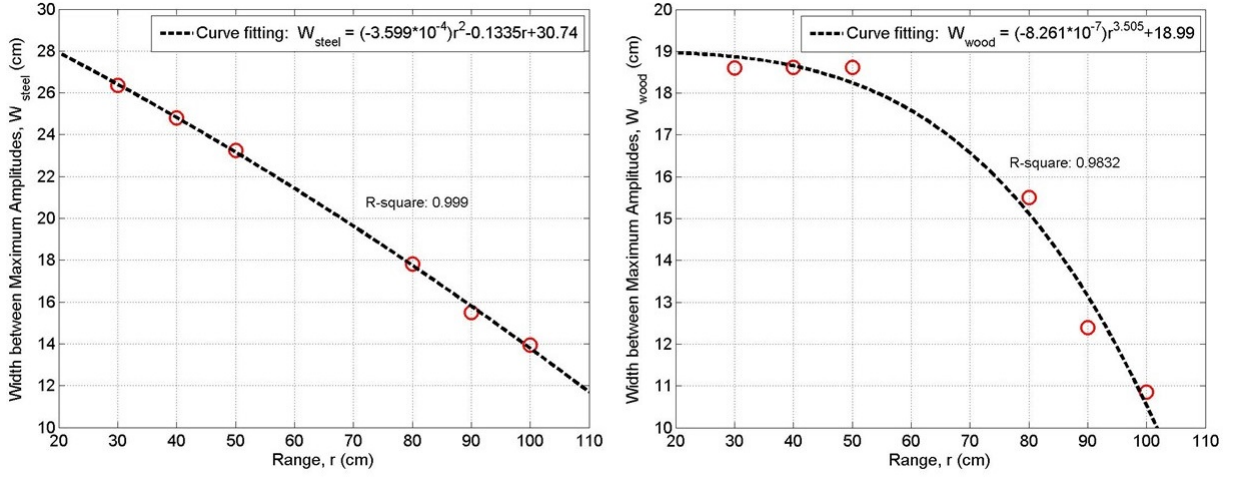 Curve fitting: W_steel = (-3.599*10^-4)r^2-0.1335r+30.74
Width between Maximum Amplitudes, W_steel (cm)
30
28
26
24
22
20
18
16
14
12
10
R-square: 0.999
20 30 40 50 60 70 80 90 100 110
Range, r (cm)
Curve fitting: W_wood = (-8.261*10^-7)r^3.505+18.99
Width between Maximum Amplitudes, W_wood (cm)
20
19
18
17
16
15
14
13
12
11
10
R-square: 0.9832
20 30 40 50 60 70 80 90 100 110
Range, r (cm)